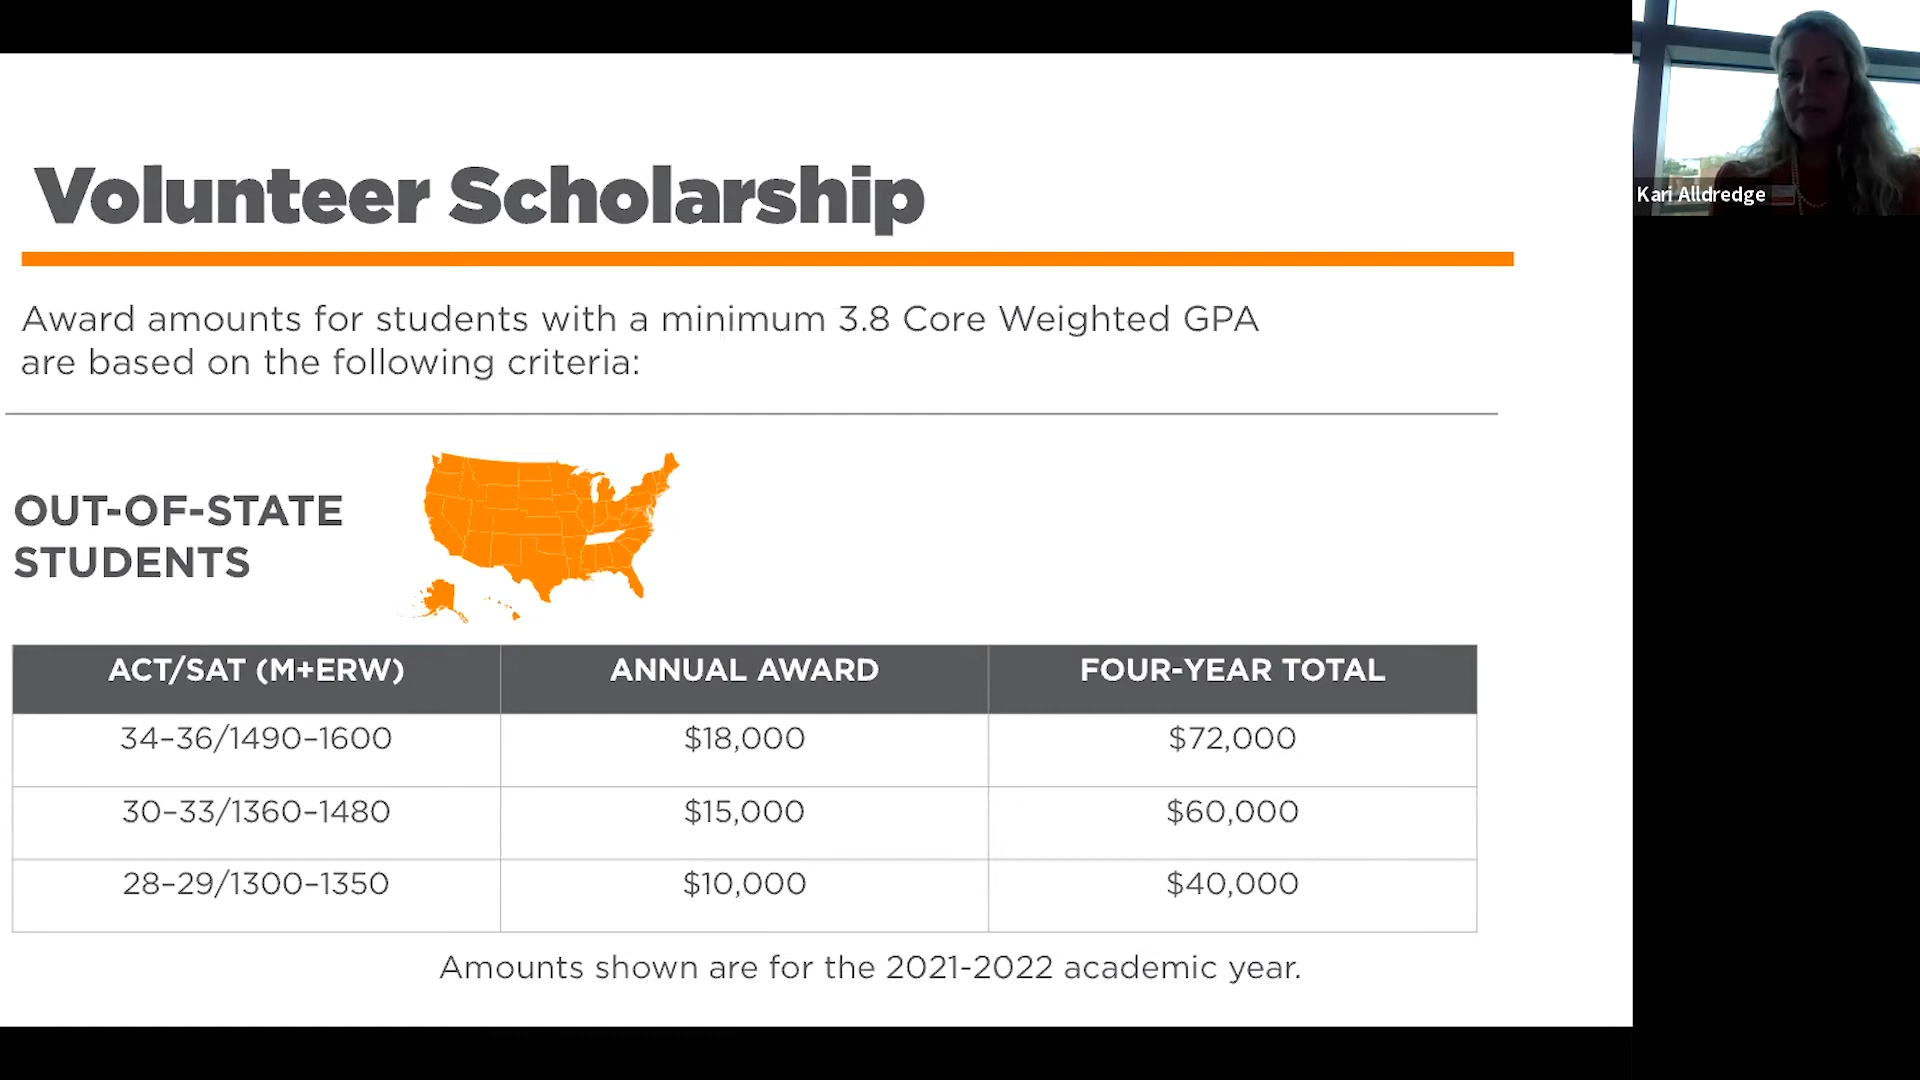 Volunteer Scholarship
Award amounts for students with a minimum 3.8 Core Weighted GPA
are based on the following criteria:
OUT-OF-STATE
STUDENTS
ACT/SAT (M+ERW) ANNUAL AWARD FOUR-YEAR TOTAL
34–36/1490–1600 $18,000 $72,000
30–33/1360–1480 $15,000 $60,000
28–29/1300–1350 $10,000 $40,000
Amounts shown are for the 2021-2022 academic year.
Kari Alldredge